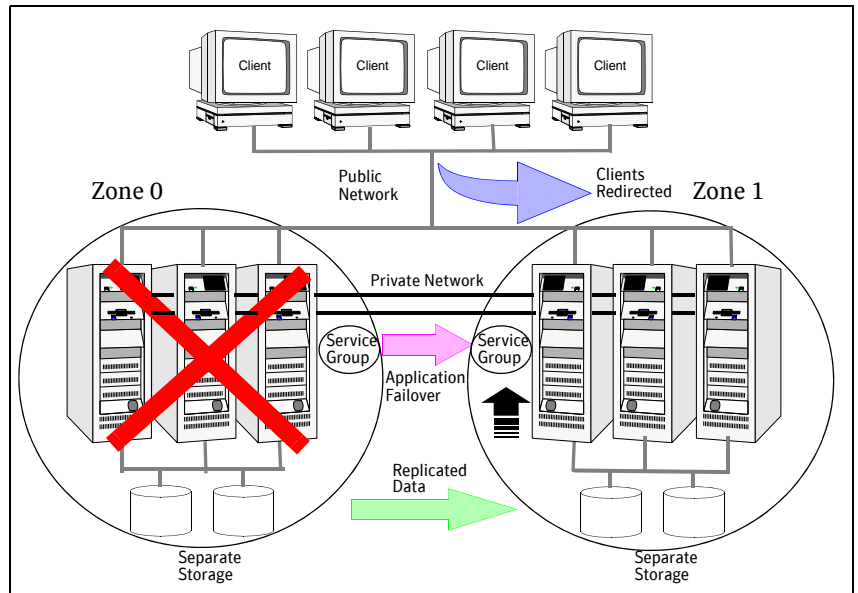 Client
Client
Client
Client
Public
Network
Clients
Redirected
Zone 0
Zone 1
Private Network
Service
Group
Service
Group
Application
Failover
Replicated
Data
Separate
Storage
Separate
Storage